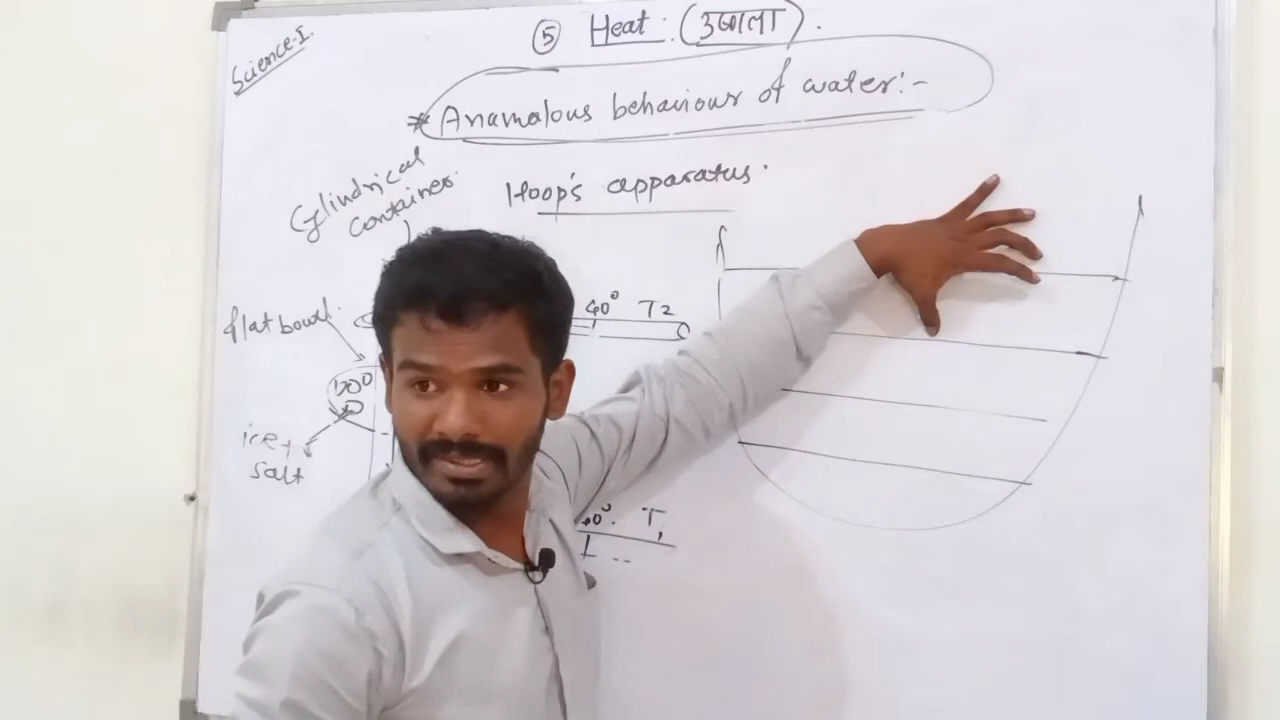 Science-I
⑤ Heat : (उष्णता).
* Anamalous behaviour of water:-
Cylindrical
container.
Hoop's apparatus.
flat bowl.
40° T2
ice +
salt
T1